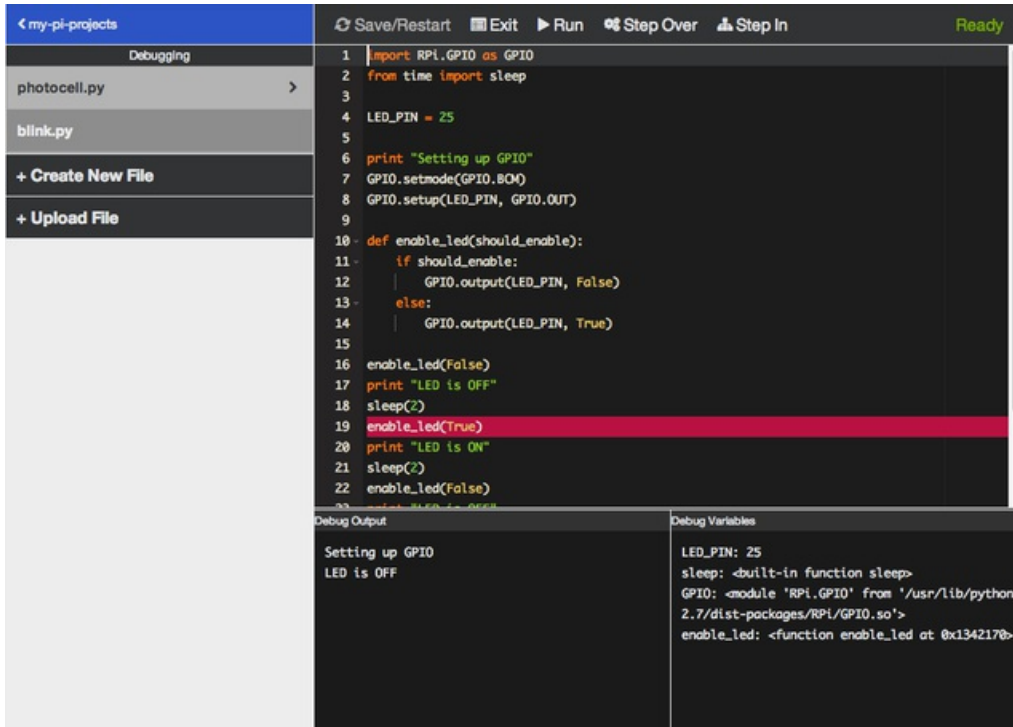 my-pi-projects
Save/Restart Exit Run Step Over Step In Ready
Debugging
photocell.py
blink.py
+ Create New File
+ Upload File
1 import RPi.GPIO as GPIO
2 from time import sleep
3
4 LED_PIN = 25
5
6 print "Setting up GPIO"
7 GPIO.setmode(GPIO.BCM)
8 GPIO.setup(LED_PIN, GPIO.OUT)
9
10 def enable_led(should_enable):
11 if should_enable:
12 GPIO.output(LED_PIN, False)
13 else:
14 GPIO.output(LED_PIN, True)
15
16 enable_led(False)
17 print "LED is OFF"
18 sleep(2)
19 enable_led(True)
20 print "LED is ON"
21 sleep(2)
22 enable_led(False)
23 print "LED is OFF"
Debug Output
Setting up GPIO
LED is OFF
Debug Variables
LED_PIN: 25
sleep: <built-in function sleep>
GPIO: <module 'RPi.GPIO' from '/usr/lib/python
2.7/dist-packages/RPi/GPIO.so'>
enable_led: <function enable_led at 0x1342170>